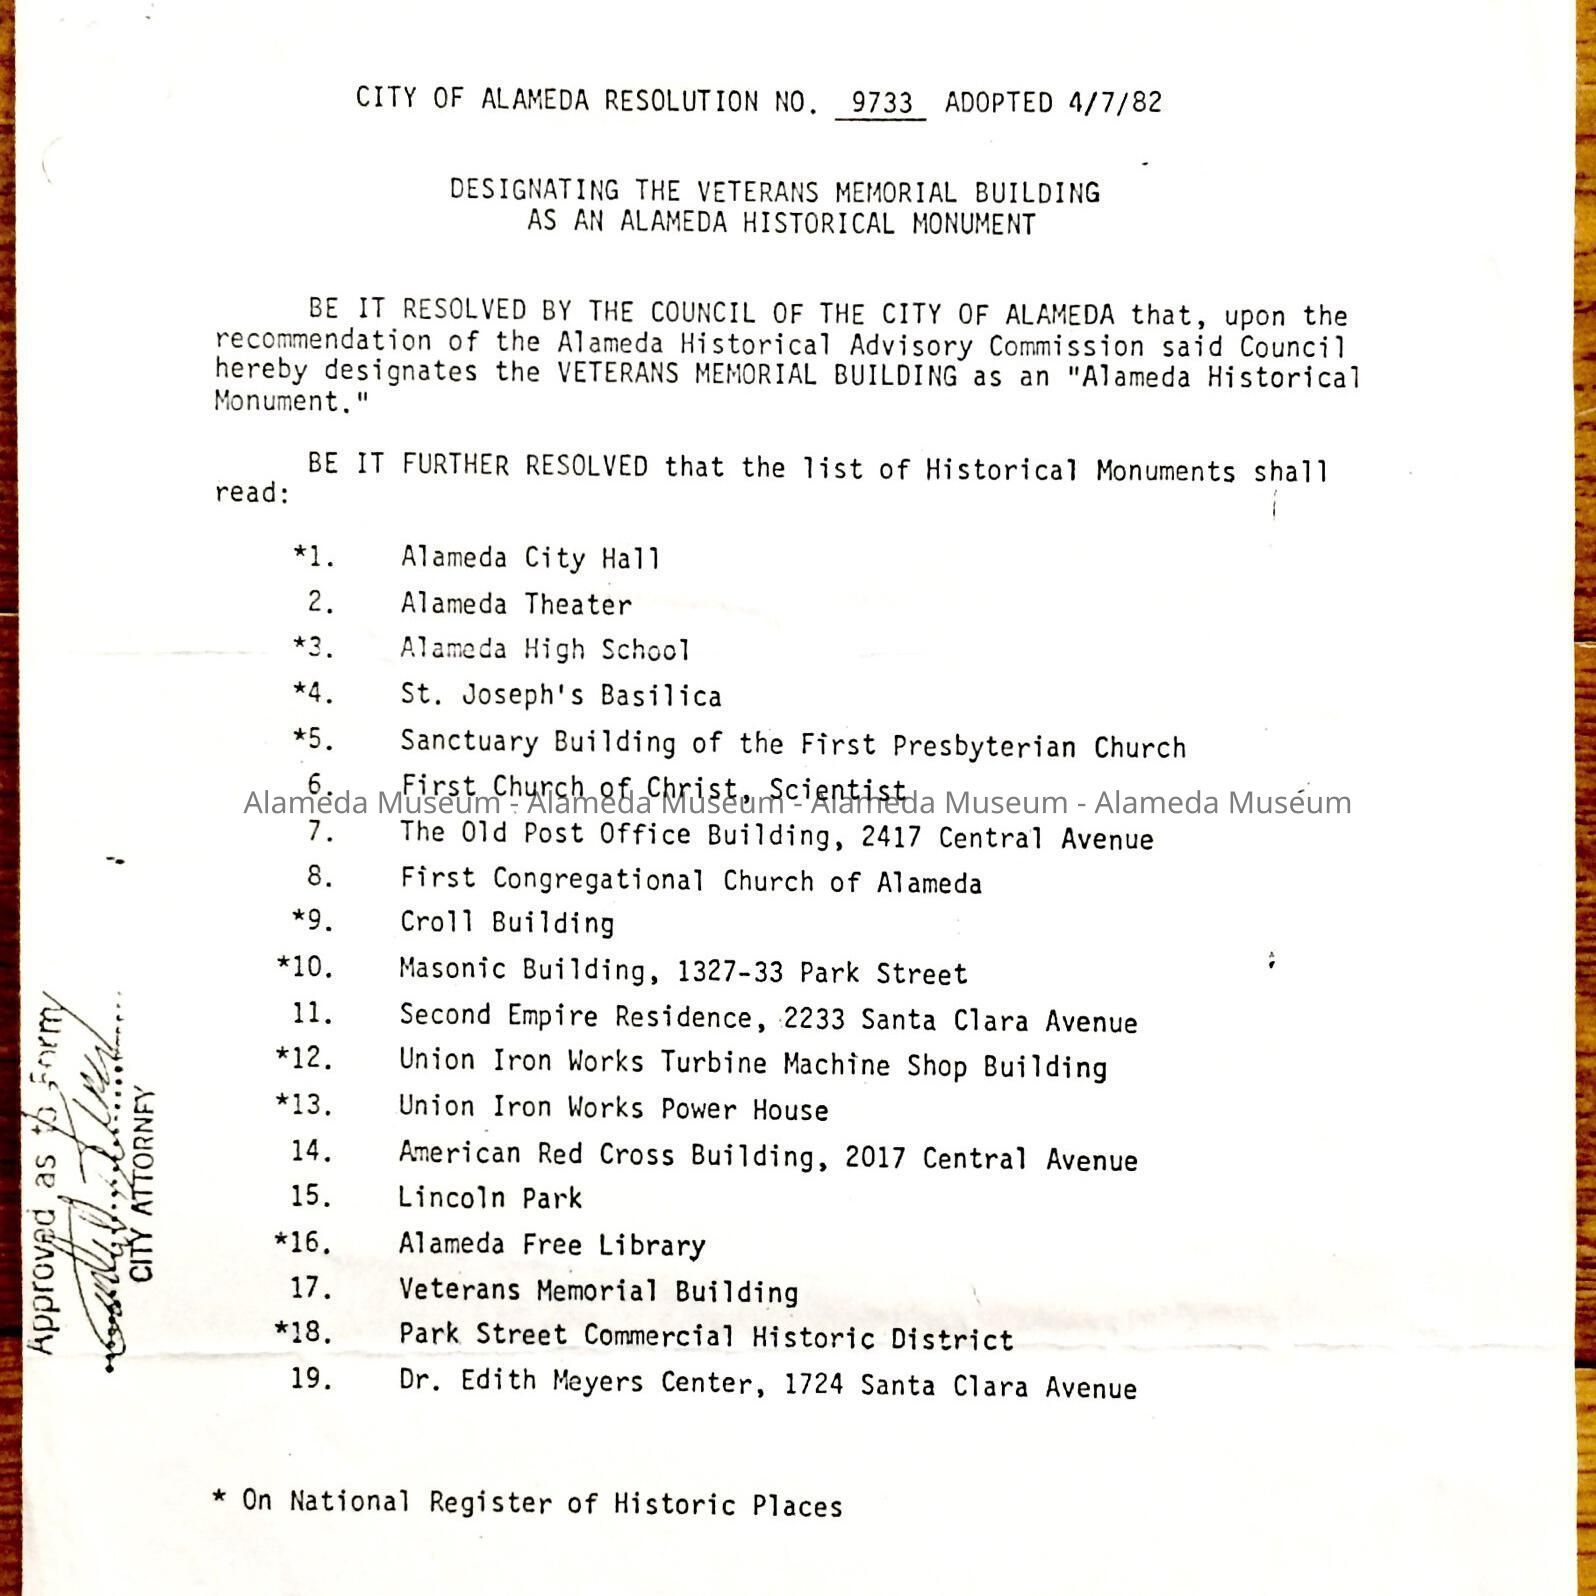 CITY OF ALAMEDA RESOLUTION NO. 9733 ADOPTED 4/7/82
DESIGNATING THE VETERANS MEMORIAL BUILDING
AS AN ALAMEDA HISTORICAL MONUMENT
BE IT RESOLVED BY THE COUNCIL OF THE CITY OF ALAMEDA that, upon the
recommendation of the Alameda Historical Advisory Commission said Council
hereby designates the VETERANS MEMORIAL BUILDING as an "Alameda Historical
Monument."
BE IT FURTHER RESOLVED that the list of Historical Monuments shall
read:
*1. Alameda City Hall
2. Alameda Theater
*3. Alameda High School
*4. St. Joseph's Basilica
*5. Sanctuary Building of the First Presbyterian Church
6. First Church of Christ, Scientist
Alameda Museum - Alameda Museum - Alameda Museum - Alameda Museum
7. The Old Post Office Building, 2417 Central Avenue
8. First Congregational Church of Alameda
*9. Croll Building
*10. Masonic Building, 1327-33 Park Street
11. Second Empire Residence, 2233 Santa Clara Avenue
*12. Union Iron Works Turbine Machine Shop Building
*13. Union Iron Works Power House
14. American Red Cross Building, 2017 Central Avenue
15. Lincoln Park
*16. Alameda Free Library
17. Veterans Memorial Building
*18. Park Street Commercial Historic District
19. Dr. Edith Meyers Center, 1724 Santa Clara Avenue
* On National Register of Historic Places
Approved as to Form
CITY ATTORNEY